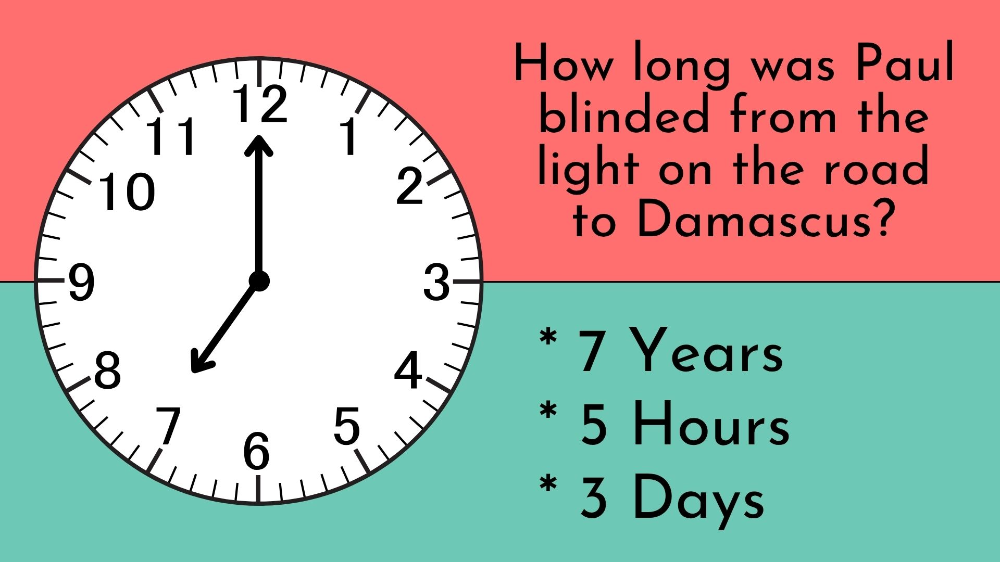 12
11
1
10
2
9
3
8
4
7
5
6
How long was Paul
blinded from the
light on the road
to Damascus?
* 7 Years
* 5 Hours
* 3 Days